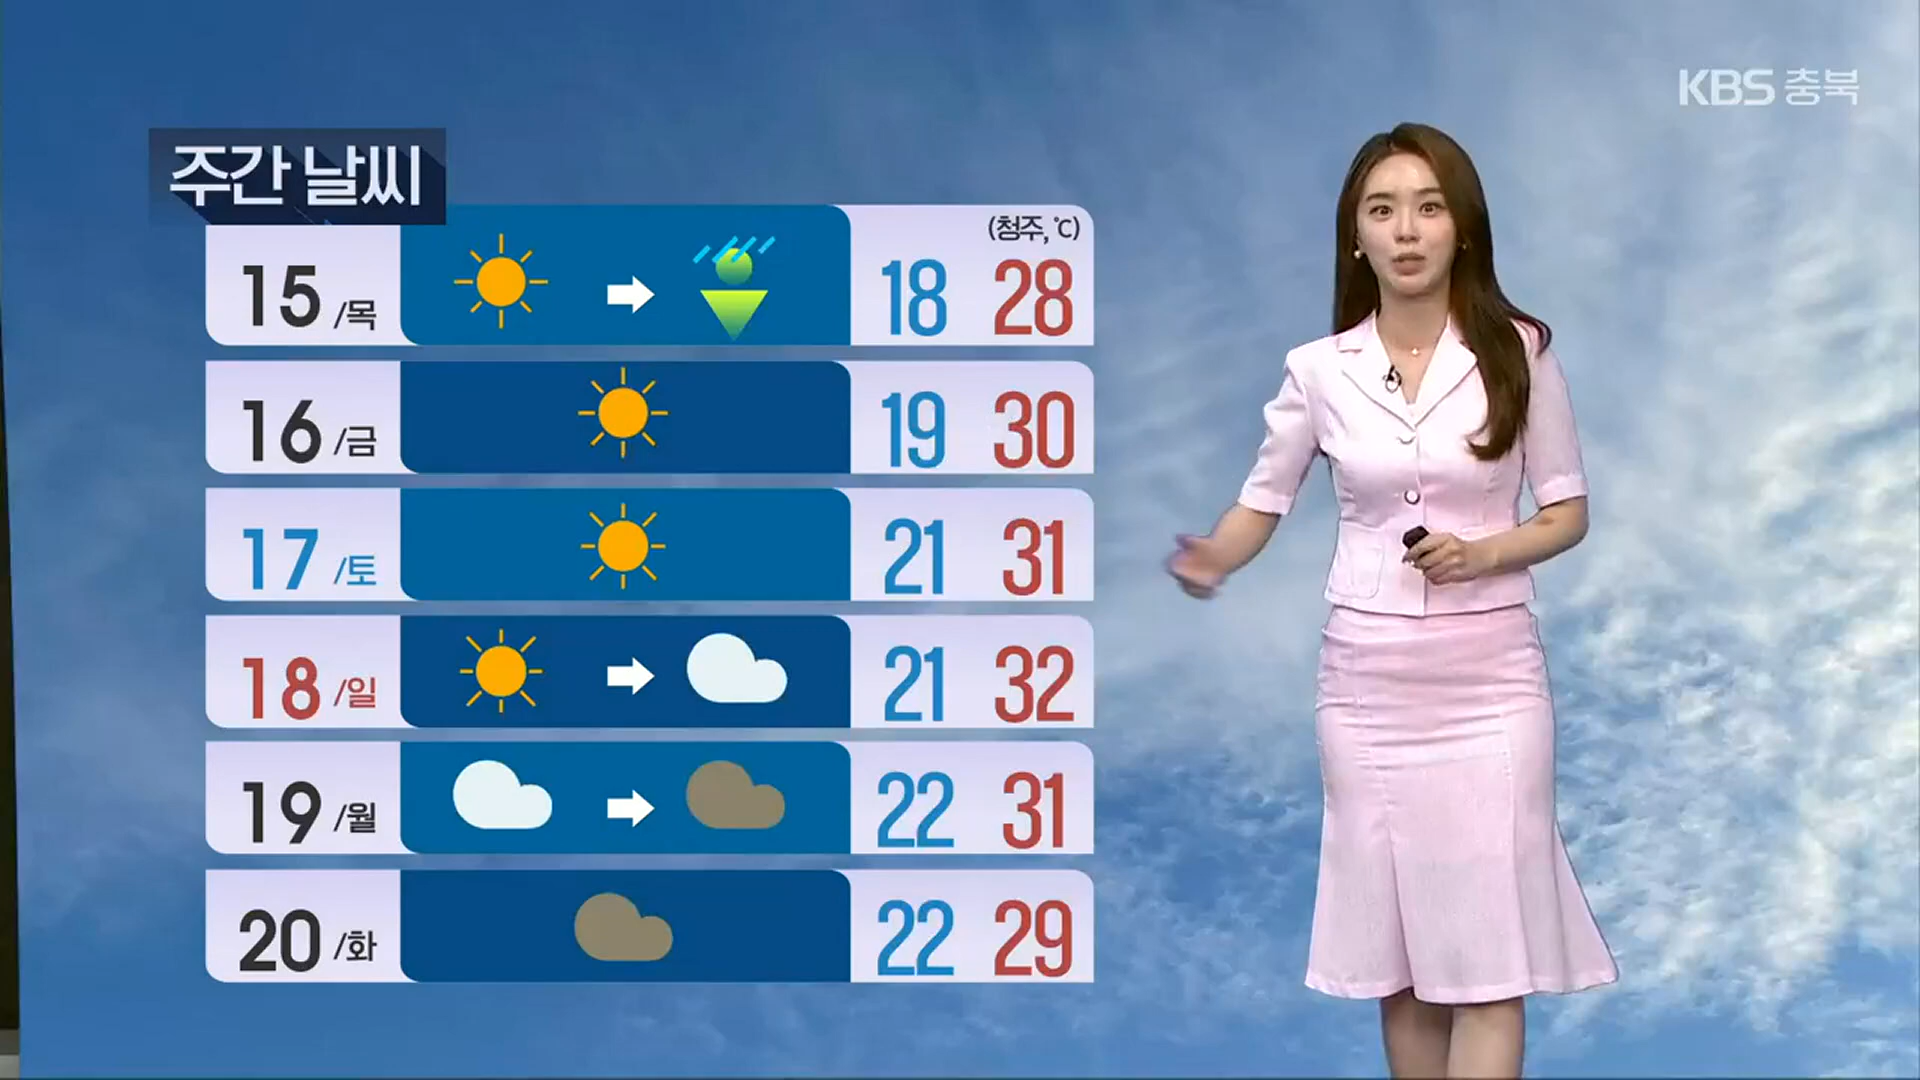 KBS 충북
주간 날씨
(청주, ℃)
15 /목 18 28
16 /금 19 30
17 /토 21 31
18 /일 21 32
19 /월 22 31
20 /화 22 29